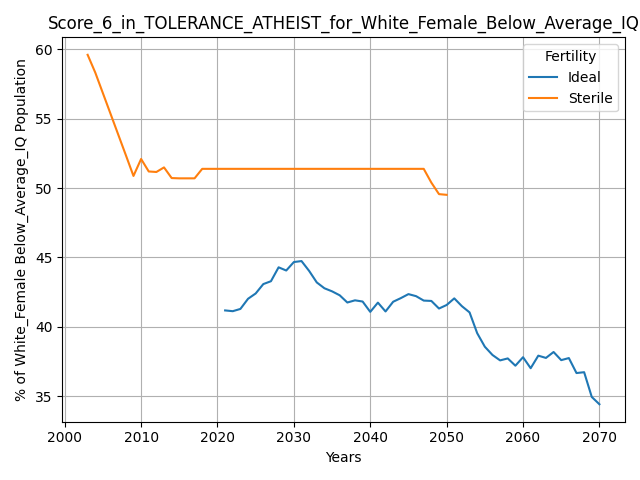 Score_6_in_TOLERANCE_ATHEIST_for_White_Female_Below_Average_IQ
% of White_Female Below_Average_IQ Population
60
55
50
45
40
35
Fertility
Ideal
Sterile
2000 2010 2020 2030 2040 2050 2060 2070
Years